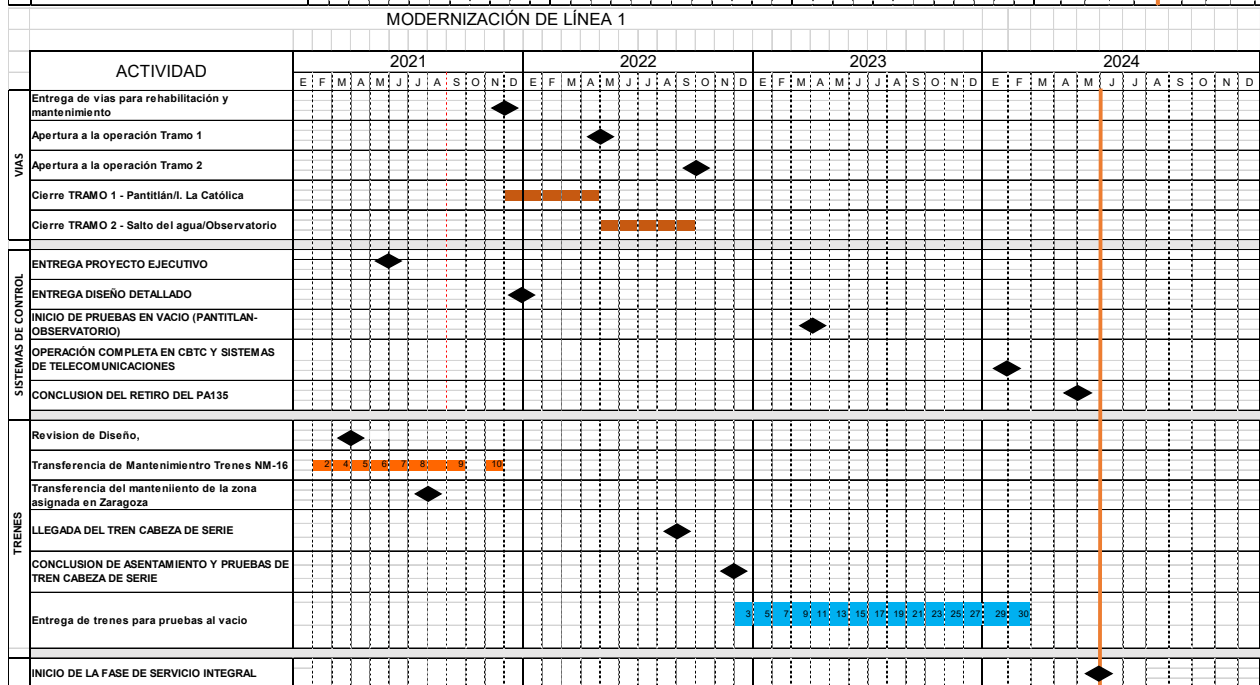 MODERNIZACIÓN DE LÍNEA 1
ACTIVIDAD
2021 2022 2023 2024
E F M A M J J A S O N D E F M A M J J A S O N D E F M A M J J A S O N D E F M A M J J A S O N D
VIAS
Entrega de vias para rehabilitación y
mantenimiento
Apertura a la operación Tramo 1
Apertura a la operación Tramo 2
Cierre TRAMO 1 - Pantitlán/I. La Católica
Cierre TRAMO 2 - Salto del agua/Observatorio
SISTEMAS DE CONTROL
ENTREGA PROYECTO EJECUTIVO
ENTREGA DISEÑO DETALLADO
INICIO DE PRUEBAS EN VACIO (PANTITLAN-
OBSERVATORIO)
OPERACIÓN COMPLETA EN CBTC Y SISTEMAS
DE TELECOMUNICACIONES
CONCLUSION DEL RETIRO DEL PA135
TRENES
Revision de Diseño,
Transferencia de Mantenimientro Trenes NM-16
2 4 5 6 7 8 9 10
Transferencia del manteniiento de la zona
asignada en Zaragoza
LLEGADA DEL TREN CABEZA DE SERIE
CONCLUSION DE ASENTAMIENTO Y PRUEBAS DE
TREN CABEZA DE SERIE
Entrega de trenes para pruebas al vacio
3 5 7 9 11 13 15 17 19 21 23 25 27 29 30
INICIO DE LA FASE DE SERVICIO INTEGRAL